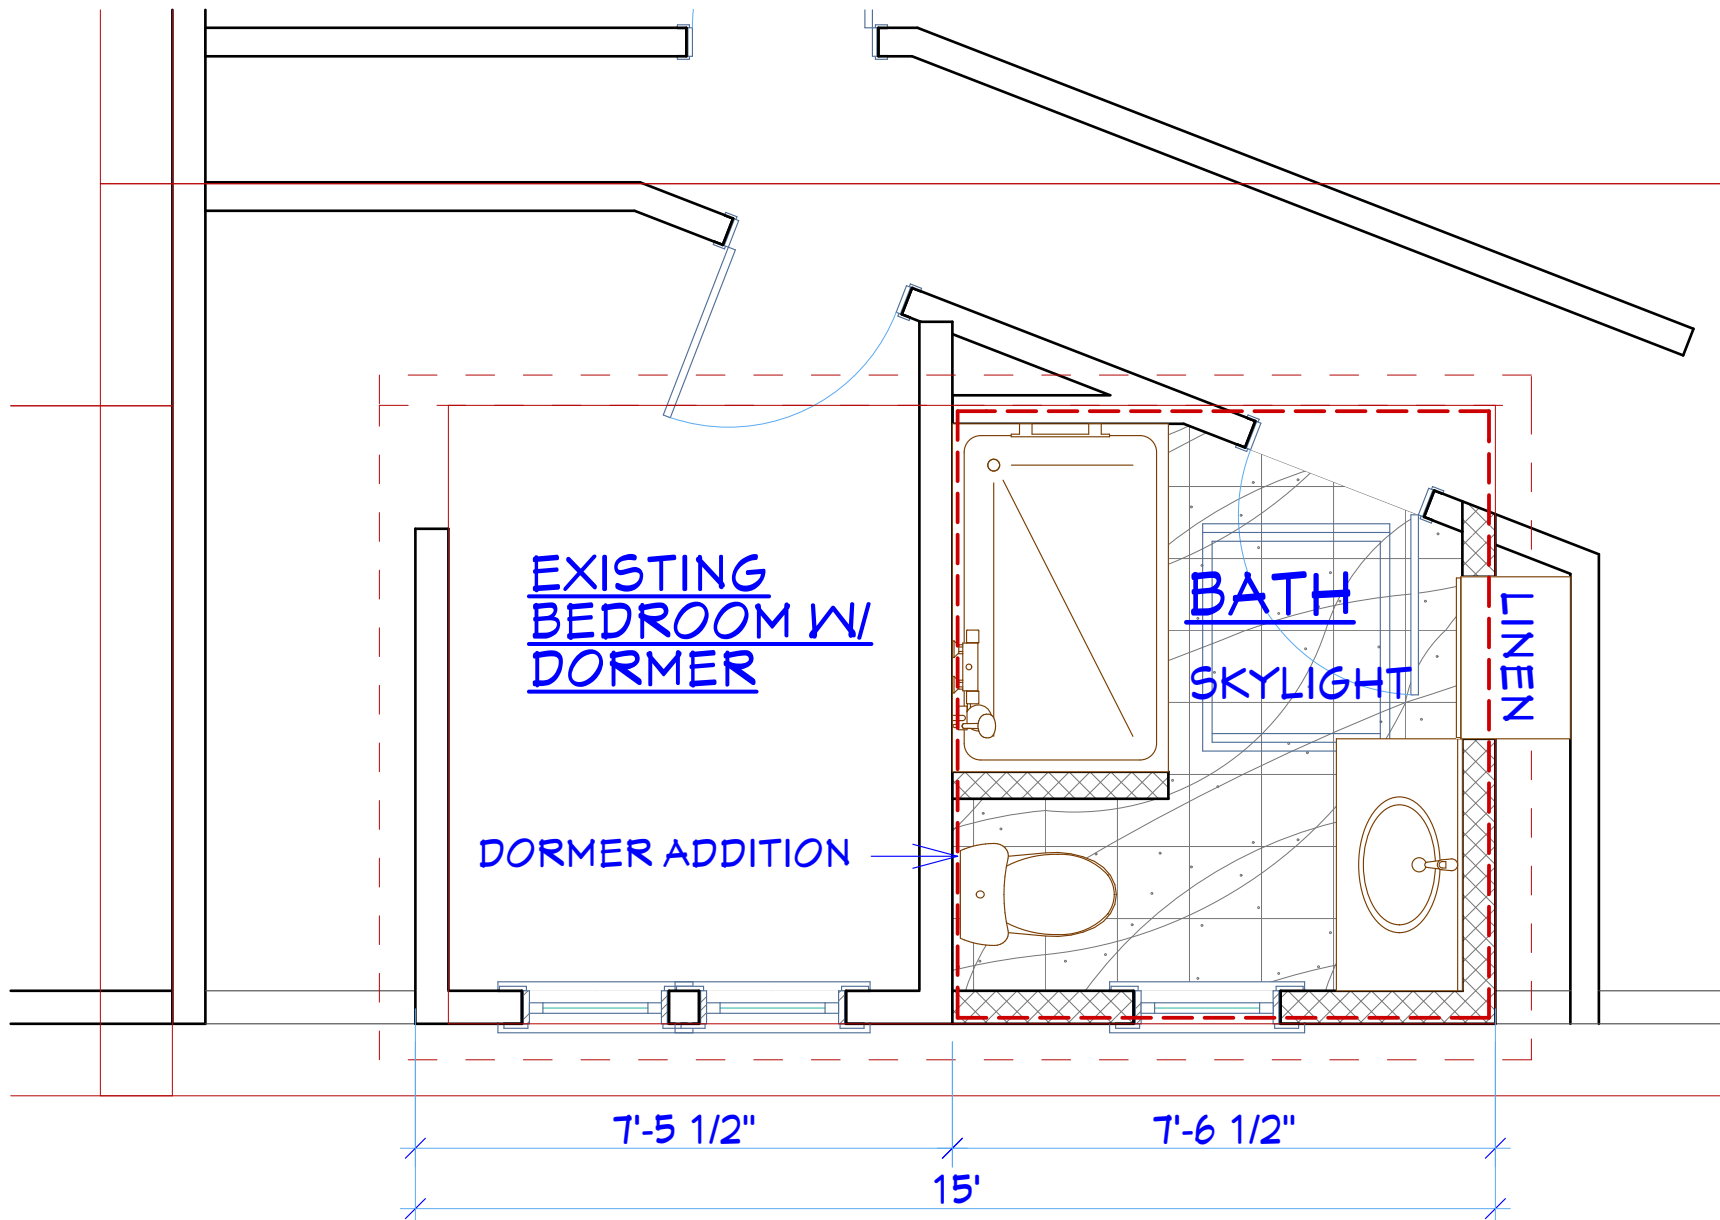 EXISTING
BEDROOM W/
DORMER
BATH
SKYLIGHT
LINEN
DORMER ADDITION
7'-5 1/2"
7'-6 1/2"
15'